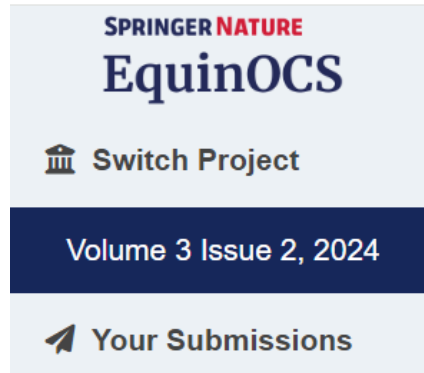 SPRINGER NATURE
EquinOCS
Switch Project
Volume 3 Issue 2, 2024
Your Submissions